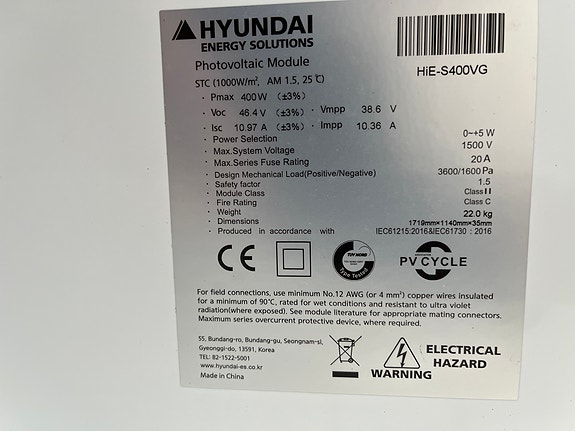 HYUNDAI
ENERGY SOLUTIONS
HiE-S400VG
Photovoltaic Module
STC (1000W/m², AM 1.5, 25℃)
· Pmax 400W (±3%)
· Voc 46.4 V (±3%) · Vmpp 38.6 V
· Isc 10.97 A (±3%) · Impp 10.36 A
· Power Selection 0~+5 W
· Max.System Voltage 1500 V
· Max.Series Fuse Rating 20 A
· Design Mechanical Load(Positive/Negative) 3600/1600 Pa
· Safety factor 1.5
· Module Class Class II
· Fire Rating Class C
· Weight 22.0 kg
· Dimensions 1719mm×1140mm×35mm
· Produced in accordance with IEC61215:2016&IEC61730 : 2016
CE
TÜV NORD
Type Tested
PV CYCLE
For field connections, use minimum No.12 AWG (or 4 mm²) copper wires insulated
for a minimum of 90℃, rated for wet conditions and resistant to ultra violet
radiation(where exposed). See module literature for appropriate mating connectors.
Maximum series overcurrent protective device, where required.
55, Bundang-ro, Bundang-gu, Seongnam-si,
Gyeonggi-do, 13591, Korea
TEL: 82-1522-5001
www.hyundai-es.co.kr
Made in China
WARNING
ELECTRICAL
HAZARD